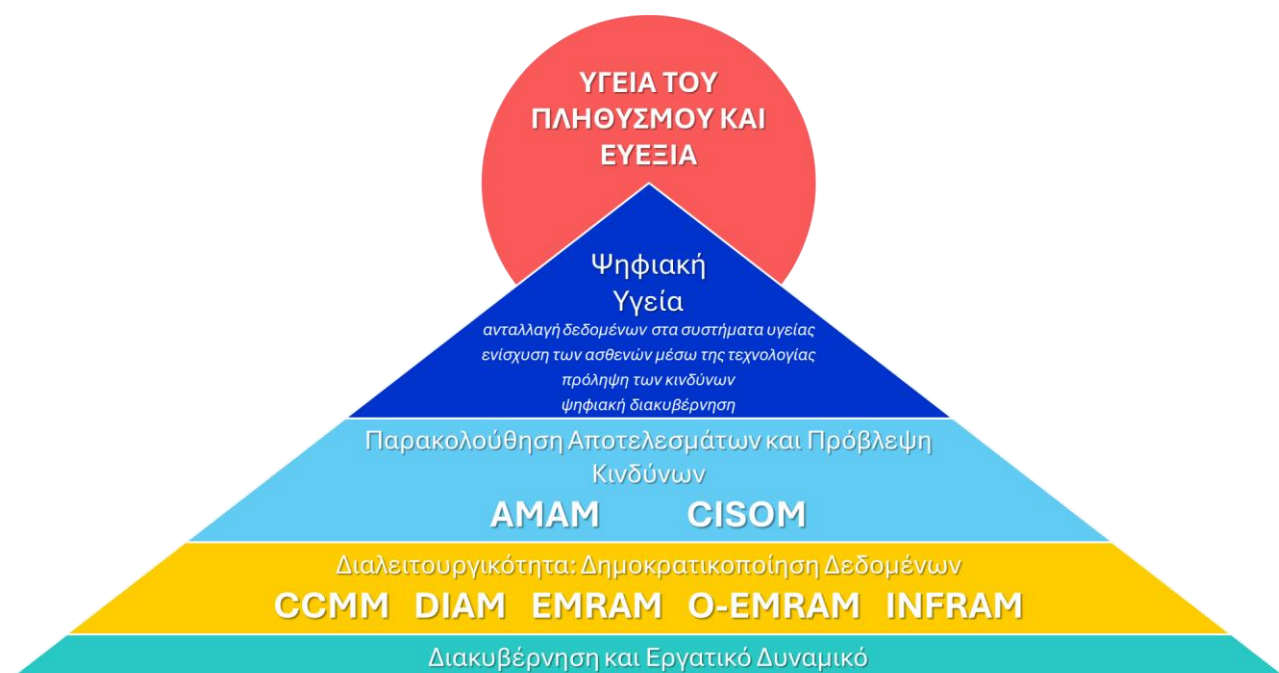 ΥΓΕΙΑ ΤΟΥ
ΠΛΗΘΥΣΜΟΥ ΚΑΙ
ΕΥΕΞΙΑ
Ψηφιακή
Υγεία
ανταλλαγή δεδομένων στα συστήματα υγείας
ενίσχυση των ασθενών μέσω της τεχνολογίας
πρόληψη των κινδύνων
ψηφιακή διακυβέρνηση
Παρακολούθηση Αποτελεσμάτων και Πρόβλεψη
Κινδύνων
AMAM CISOM
Διαλειτουργικότητα: Δημοκρατικοποίηση Δεδομένων
CCMM DIAM EMRAM O-EMRAM INFRAM
Διακυβέρνηση και Εργατικό Δυναμικό